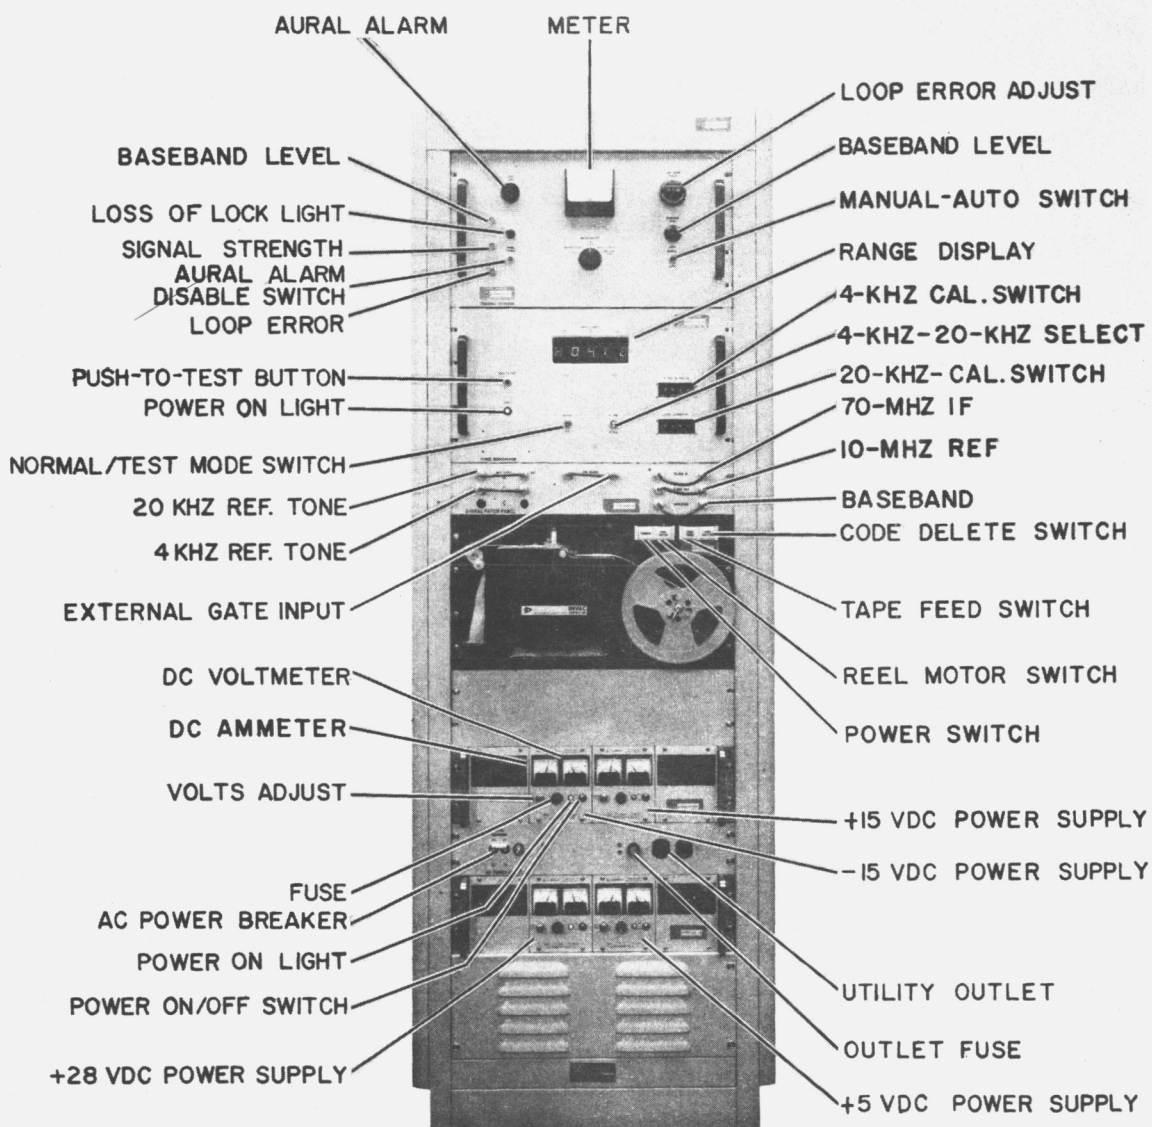 AURAL ALARM
METER
LOOP ERROR ADJUST
BASEBAND LEVEL
MANUAL-AUTO SWITCH
RANGE DISPLAY
4-KHZ CAL. SWITCH
4-KHZ-20-KHZ SELECT
20-KHZ-CAL. SWITCH
70-MHZ IF
10-MHZ REF
BASEBAND
CODE DELETE SWITCH
TAPE FEED SWITCH
REEL MOTOR SWITCH
POWER SWITCH
+15 VDC POWER SUPPLY
-15 VDC POWER SUPPLY
UTILITY OUTLET
OUTLET FUSE
+5 VDC POWER SUPPLY
BASEBAND LEVEL
LOSS OF LOCK LIGHT
SIGNAL STRENGTH
AURAL ALARM
DISABLE SWITCH
LOOP ERROR
PUSH-TO-TEST BUTTON
POWER ON LIGHT
NORMAL/TEST MODE SWITCH
20 KHZ REF. TONE
4 KHZ REF. TONE
EXTERNAL GATE INPUT
DC VOLTMETER
DC AMMETER
VOLTS ADJUST
FUSE
AC POWER BREAKER
POWER ON LIGHT
POWER ON/OFF SWITCH
+28 VDC POWER SUPPLY
SIGNAL PATCH PANEL